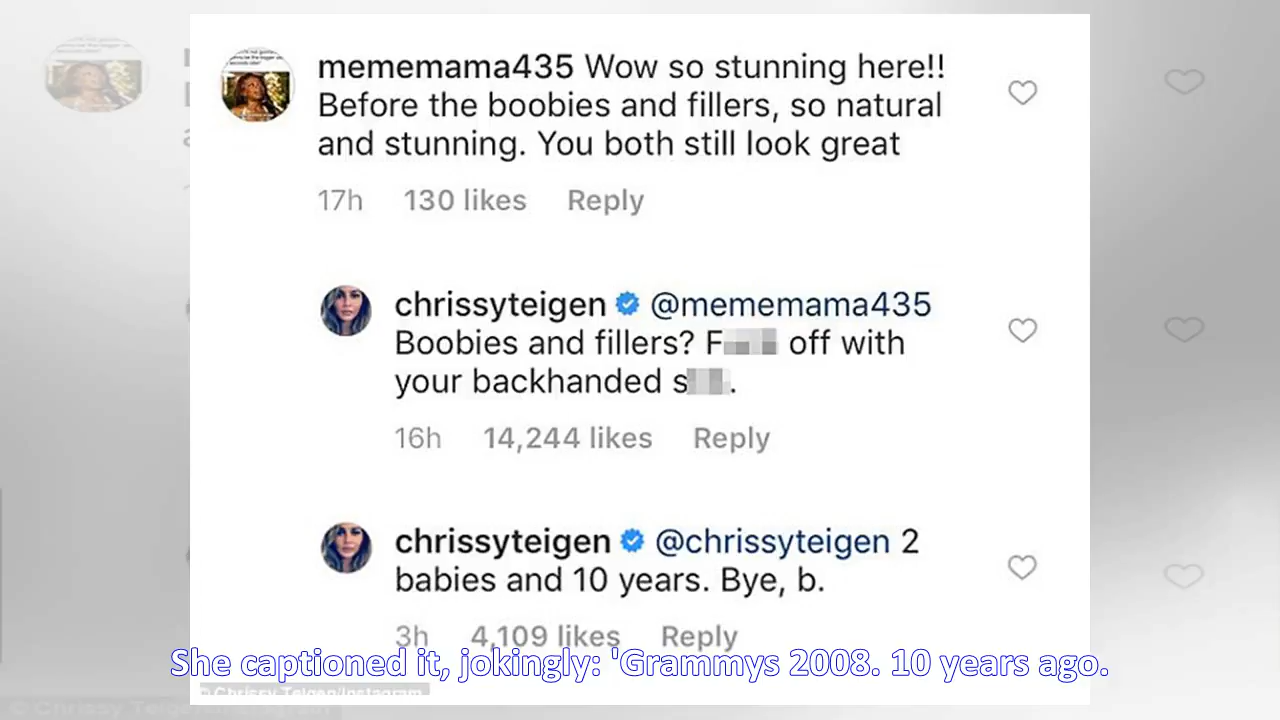 mememama435 Wow so stunning here!!
Before the boobies and fillers, so natural
and stunning. You both still look great
17h 130 likes Reply
chrissyteigen @mememama435
Boobies and fillers? F off with
your backhanded s.
16h 14,244 likes Reply
chrissyteigen @chrissyteigen 2
babies and 10 years. Bye, b.
3h 4,109 likes Reply
She captioned it, jokingly: 'Grammys 2008. 10 years ago.
© Chrissy Teigen/Instagram